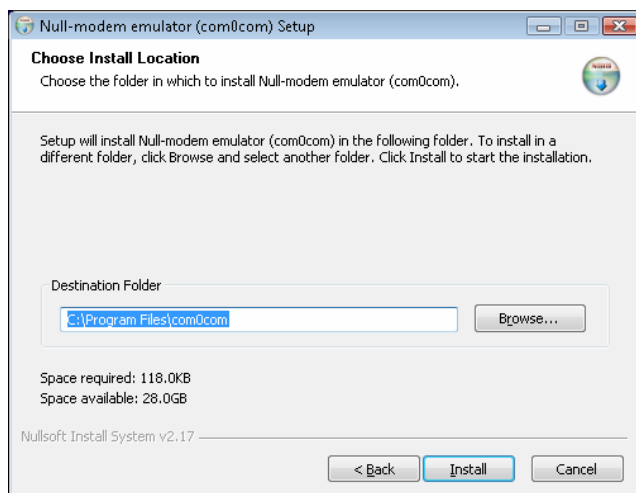 Null-modem emulator (com0com) Setup
Choose Install Location
Choose the folder in which to install Null-modem emulator (com0com).
Setup will install Null-modem emulator (com0com) in the following folder. To install in a
different folder, click Browse and select another folder. Click Install to start the installation.
Destination Folder
C:\Program Files\com0com
Browse...
Space required: 118.0KB
Space available: 28.0GB
Nullsoft Install System v2.17
< Back
Install
Cancel